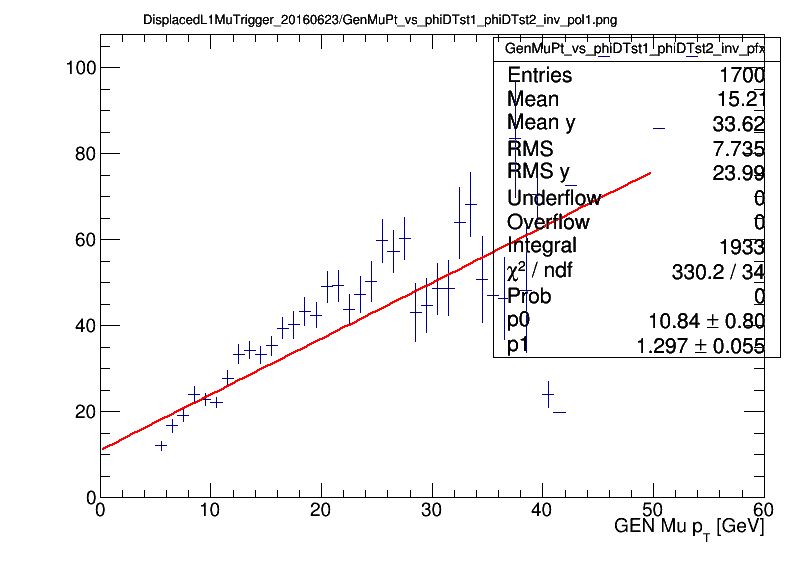 DisplacedL1MuTrigger_20160623/GenMuPt_vs_phiDTst1_phiDTst2_inv_pol1.png
GenMuPt_vs_phiDTst1_phiDTst2_inv_pfx
Entries 1700
Mean 15.21
Mean y 33.62
RMS 7.735
RMS y 23.99
Underflow 0
Overflow 0
Integral 1933
χ² / ndf 330.2 / 34
Prob 0
p0 10.84 ± 0.80
p1 1.297 ± 0.055
100
80
60
40
20
0
0 10 20 30 40 50 60
GEN Mu p_T [GeV]